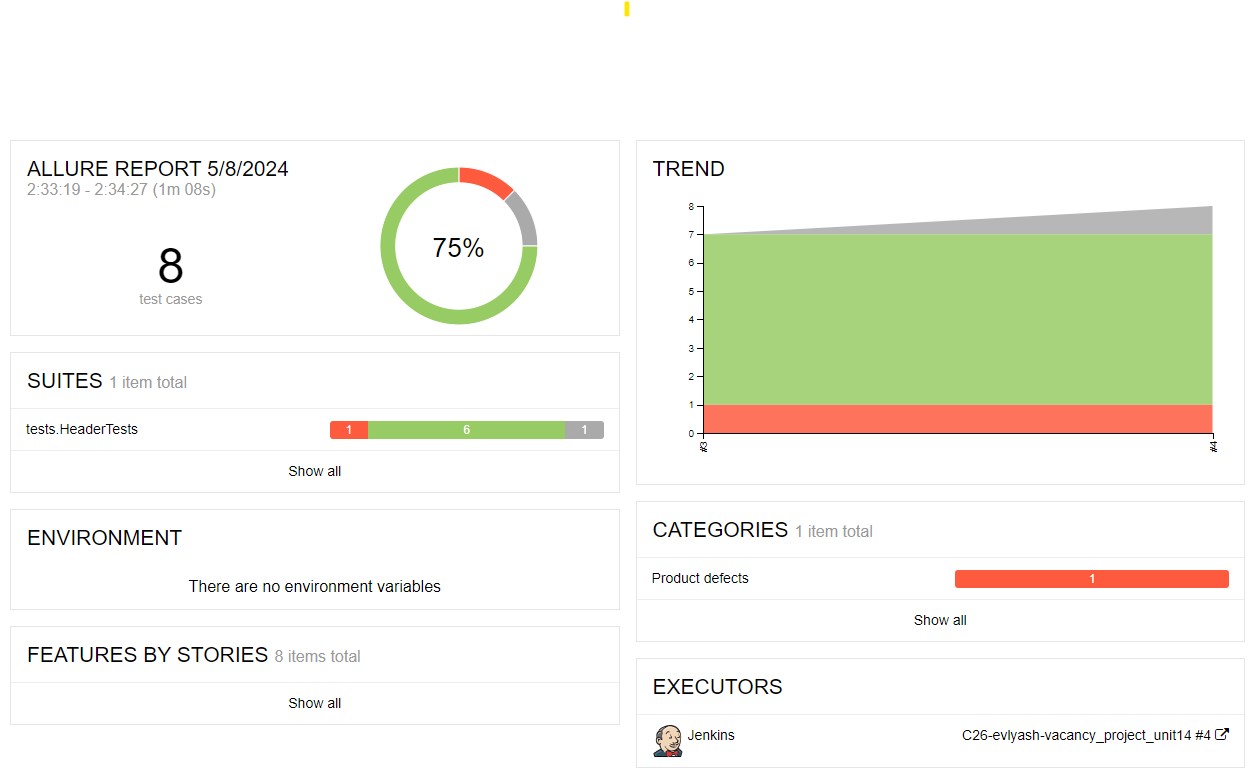 ALLURE REPORT 5/8/2024
2:33:19 - 2:34:27 (1m 08s)
8
test cases
75%
SUITES 1 item total
tests.HeaderTests
1 6 1
Show all
ENVIRONMENT
There are no environment variables
FEATURES BY STORIES 8 items total
Show all
TREND
8
7
6
5
4
3
2
1
0
#3
#4
CATEGORIES 1 item total
Product defects
1
Show all
EXECUTORS
Jenkins C26-evlyash-vacancy_project_unit14 #4